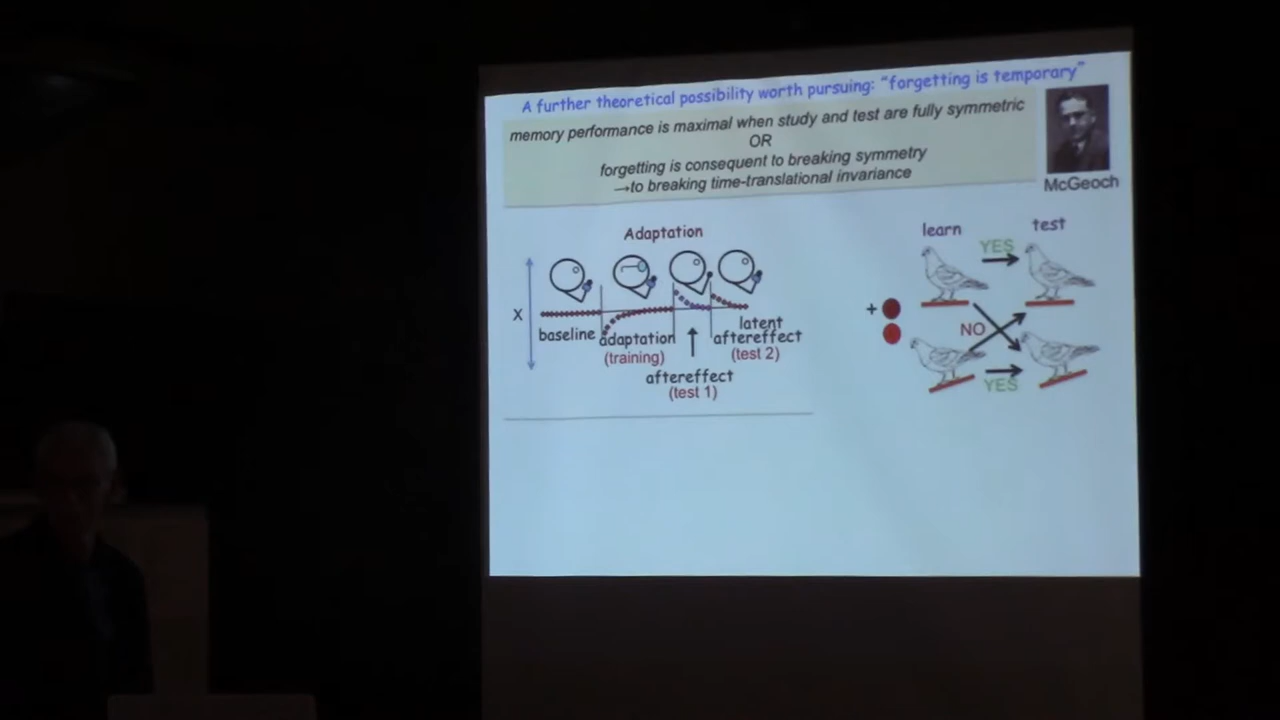 A further theoretical possibility worth pursuing: “forgetting is temporary”
memory performance is maximal when study and test are fully symmetric
OR
forgetting is consequent to breaking symmetry
→to breaking time-translational invariance
McGeoch
Adaptation
X
baseline
adaptation
(training)
aftereffect
(test 1)
latent
aftereffect
(test 2)
learn
test
YES
+
NO
YES